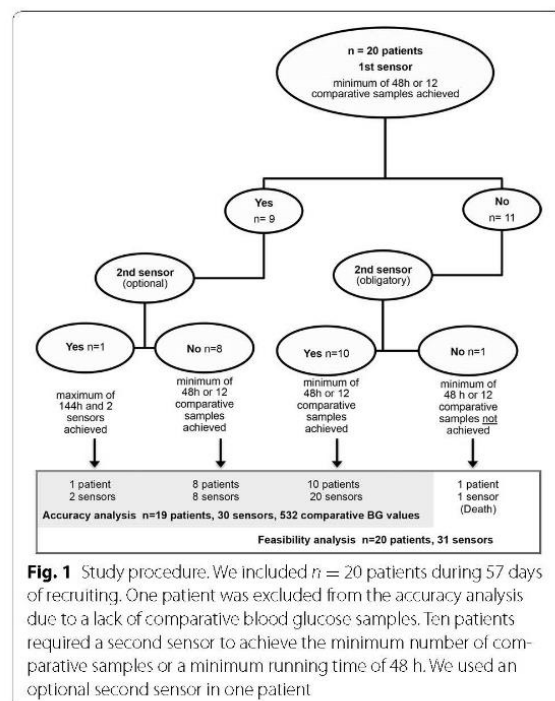 n = 20 patients
1st sensor
minimum of 48h or 12
comparative samples achieved
Yes
n= 9
No
n= 11
2nd sensor
(optional)
2nd sensor
(obligatory)
Yes n=1
No n=8
Yes n=10
No n=1
maximum of
144h and 2
sensors
achieved
minimum of
48h or 12
comparative
samples
achieved
minimum of
48h or 12
comparative
samples
achieved
minimum of
48 h or 12
comparative
samples not
achieved
1 patient
2 sensors
8 patients
8 sensors
10 patients
20 sensors
1 patient
1 sensor
(Death)
Accuracy analysis n=19 patients, 30 sensors, 532 comparative BG values
Feasibility analysis n=20 patients, 31 sensors
Fig. 1 Study procedure. We included n = 20 patients during 57 days
of recruiting. One patient was excluded from the accuracy analysis
due to a lack of comparative blood glucose samples. Ten patients
required a second sensor to achieve the minimum number of com-
parative samples or a minimum running time of 48 h. We used an
optional second sensor in one patient